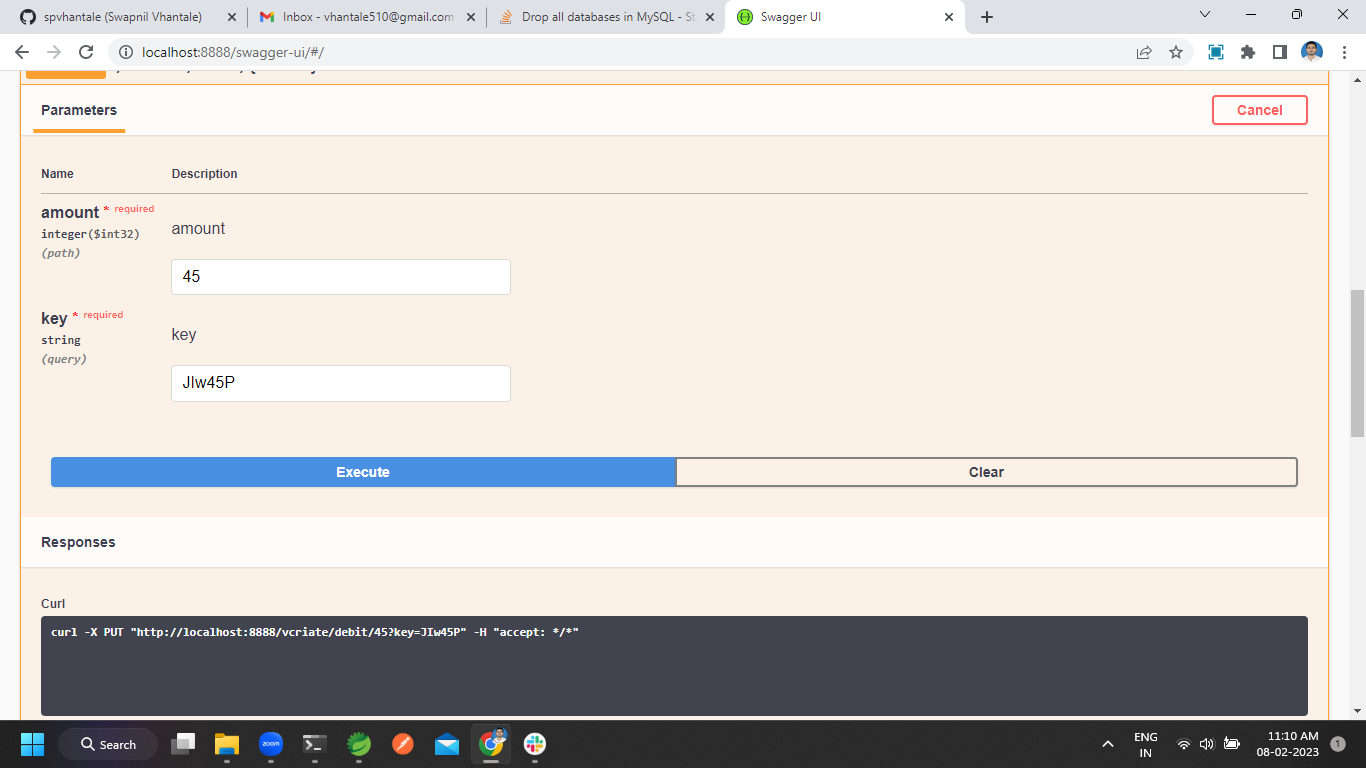 spvhantale (Swapnil Vhantale)
Inbox - vhantale510@gmail.com
Drop all databases in MySQL - St
Swagger UI
localhost:8888/swagger-ui/#/
Parameters
Cancel
Name Description
amount * required
integer($int32)
(path)
amount
45
key * required
string
(query)
key
JIw45P
Execute
Clear
Responses
Curl
curl -X PUT "http://localhost:8888/vcriate/debit/45?key=JIw45P" -H "accept: */*"
Search
zoom
ENG
IN
11:10 AM
08-02-2023
1